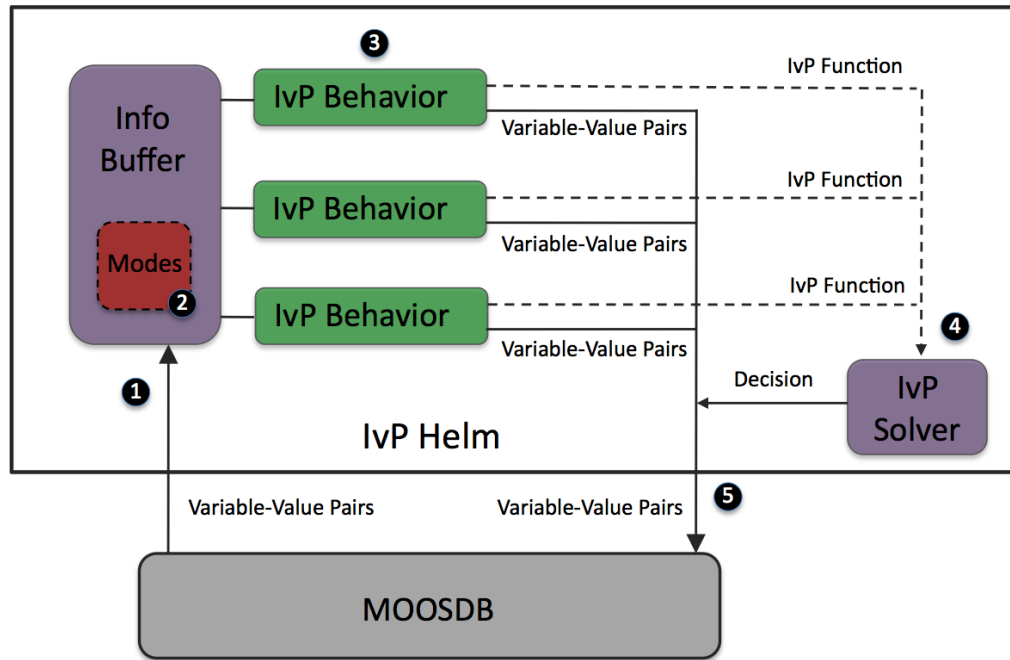 3
IvP Function
IvP Behavior
Variable-Value Pairs
Info
Buffer
IvP Function
IvP Behavior
Variable-Value Pairs
Modes
2
IvP Function
IvP Behavior
Variable-Value Pairs
4
1
Decision
IvP
Solver
IvP Helm
5
Variable-Value Pairs
Variable-Value Pairs
MOOSDB